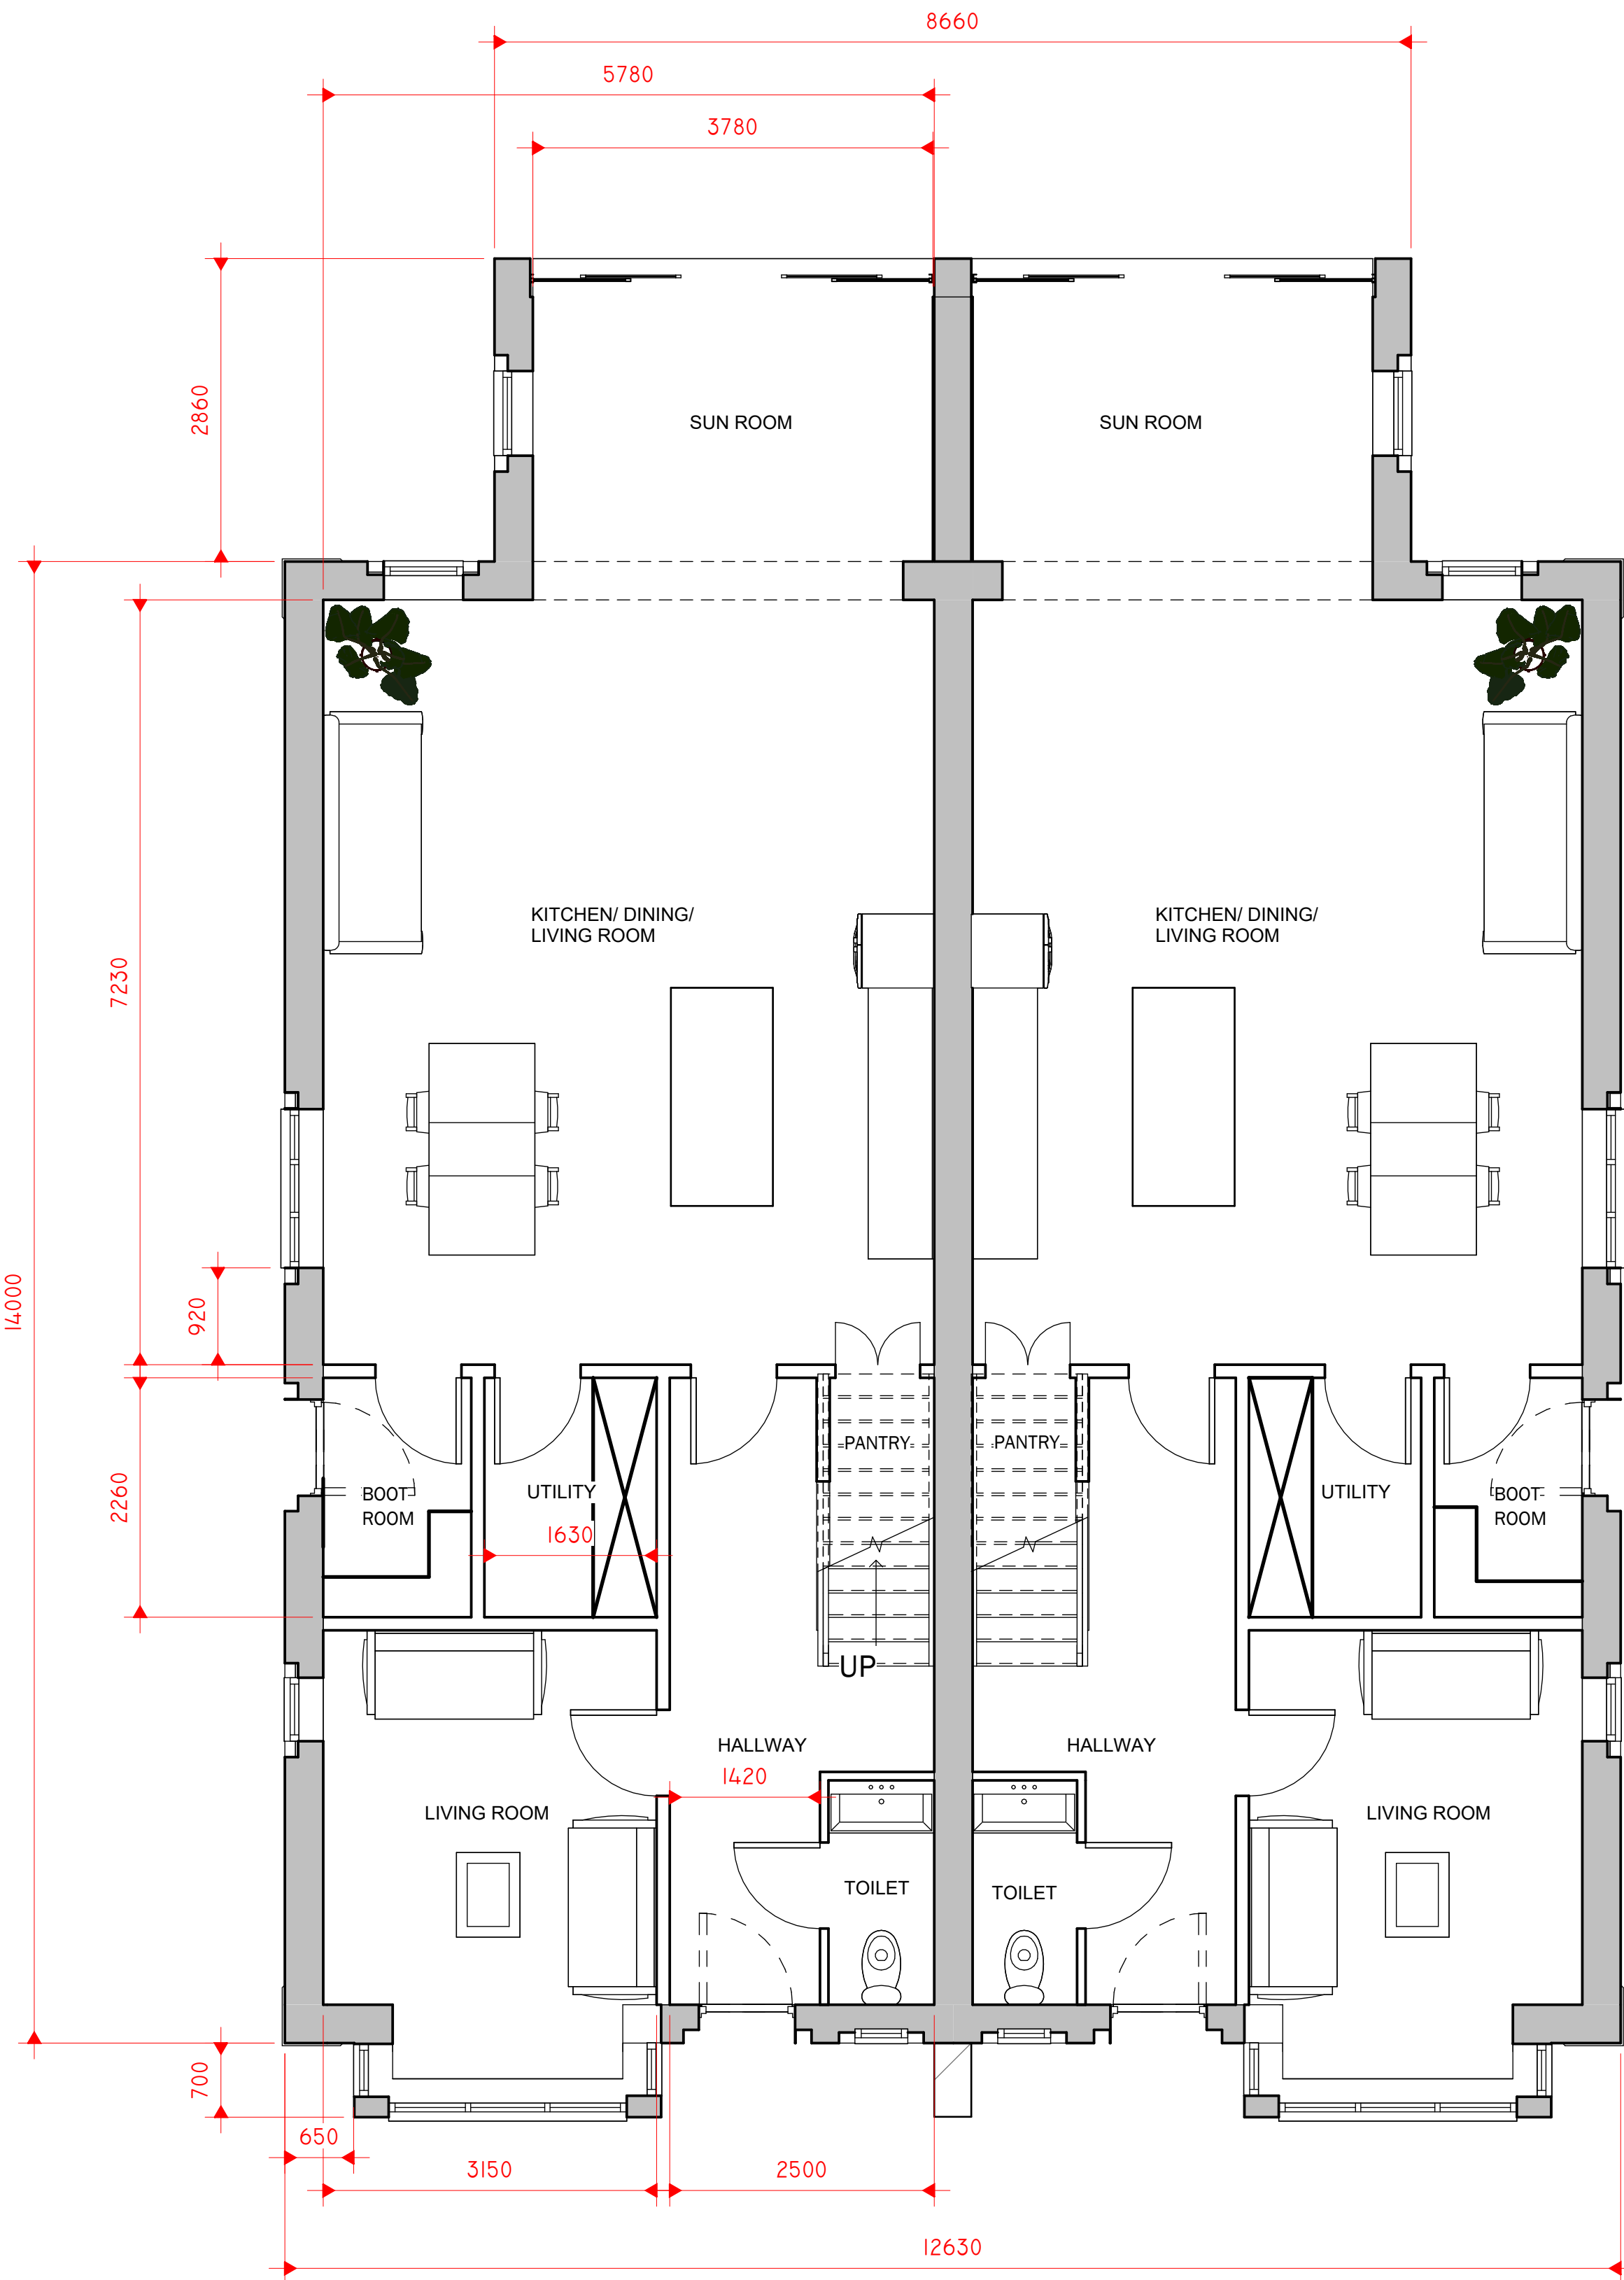 8660
5780
3780
2860
SUN ROOM
SUN ROOM
KITCHEN/ DINING/
LIVING ROOM
KITCHEN/ DINING/
LIVING ROOM
7230
14000
920
2260
PANTRY
PANTRY
BOOT
ROOM
UTILITY
1630
UTILITY
BOOT
ROOM
UP
HALLWAY
HALLWAY
1420
LIVING ROOM
LIVING ROOM
TOILET
TOILET
700
650
3150
2500
12630